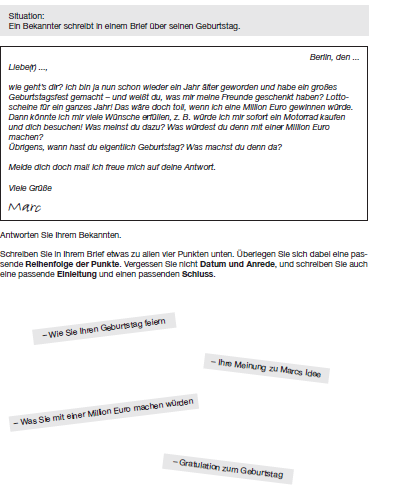 Situation:
Ein Bekannter schreibt in einem Brief über seinen Geburtstag.
Berlin, den ...
Liebe(r) ...,
wie geht's dir? Ich bin ja nun schon wieder ein Jahr älter geworden und habe ein großes
Geburtstagsfest gemacht – und weißt du, was mir meine Freunde geschenkt haben? Lotto-
scheine für ein ganzes Jahr! Das wäre doch toll, wenn ich eine Million Euro gewinnen würde.
Dann könnte ich mir viele Wünsche erfüllen, z. B. würde ich mir sofort ein Motorrad kaufen
und dich besuchen! Was meinst du dazu? Was würdest du denn mit einer Million Euro
machen?
Übrigens, wann hast du eigentlich Geburtstag? Was machst du denn da?
Melde dich doch mal! Ich freue mich auf deine Antwort.
Viele Grüße
Marc
Antworten Sie Ihrem Bekannten.
Schreiben Sie in Ihrem Brief etwas zu allen vier Punkten unten. Überlegen Sie sich dabei eine pas-
sende Reihenfolge der Punkte. Vergessen Sie nicht Datum und Anrede, und schreiben Sie auch
eine passende Einleitung und einen passenden Schluss.
– Wie Sie Ihren Geburtstag feiern
– Ihre Meinung zu Marcs Idee
– Was Sie mit einer Million Euro machen würden
– Gratulation zum Geburtstag